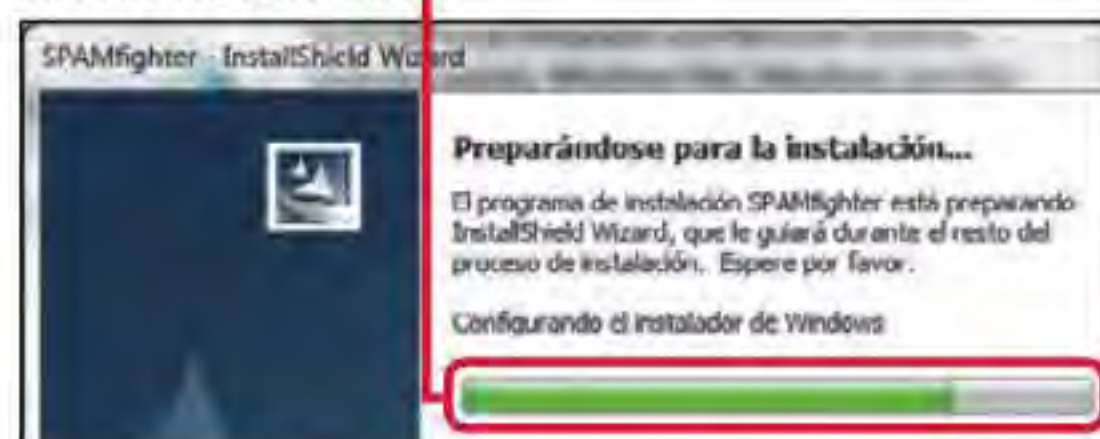 SPAMfighter - InstallShield Wizard
Preparándose para la instalación...
El programa de instalación SPAMfighter está preparando
InstallShield Wizard, que le guiará durante el resto del
proceso de instalación. Espere por favor.
Configurando el instalador de Windows